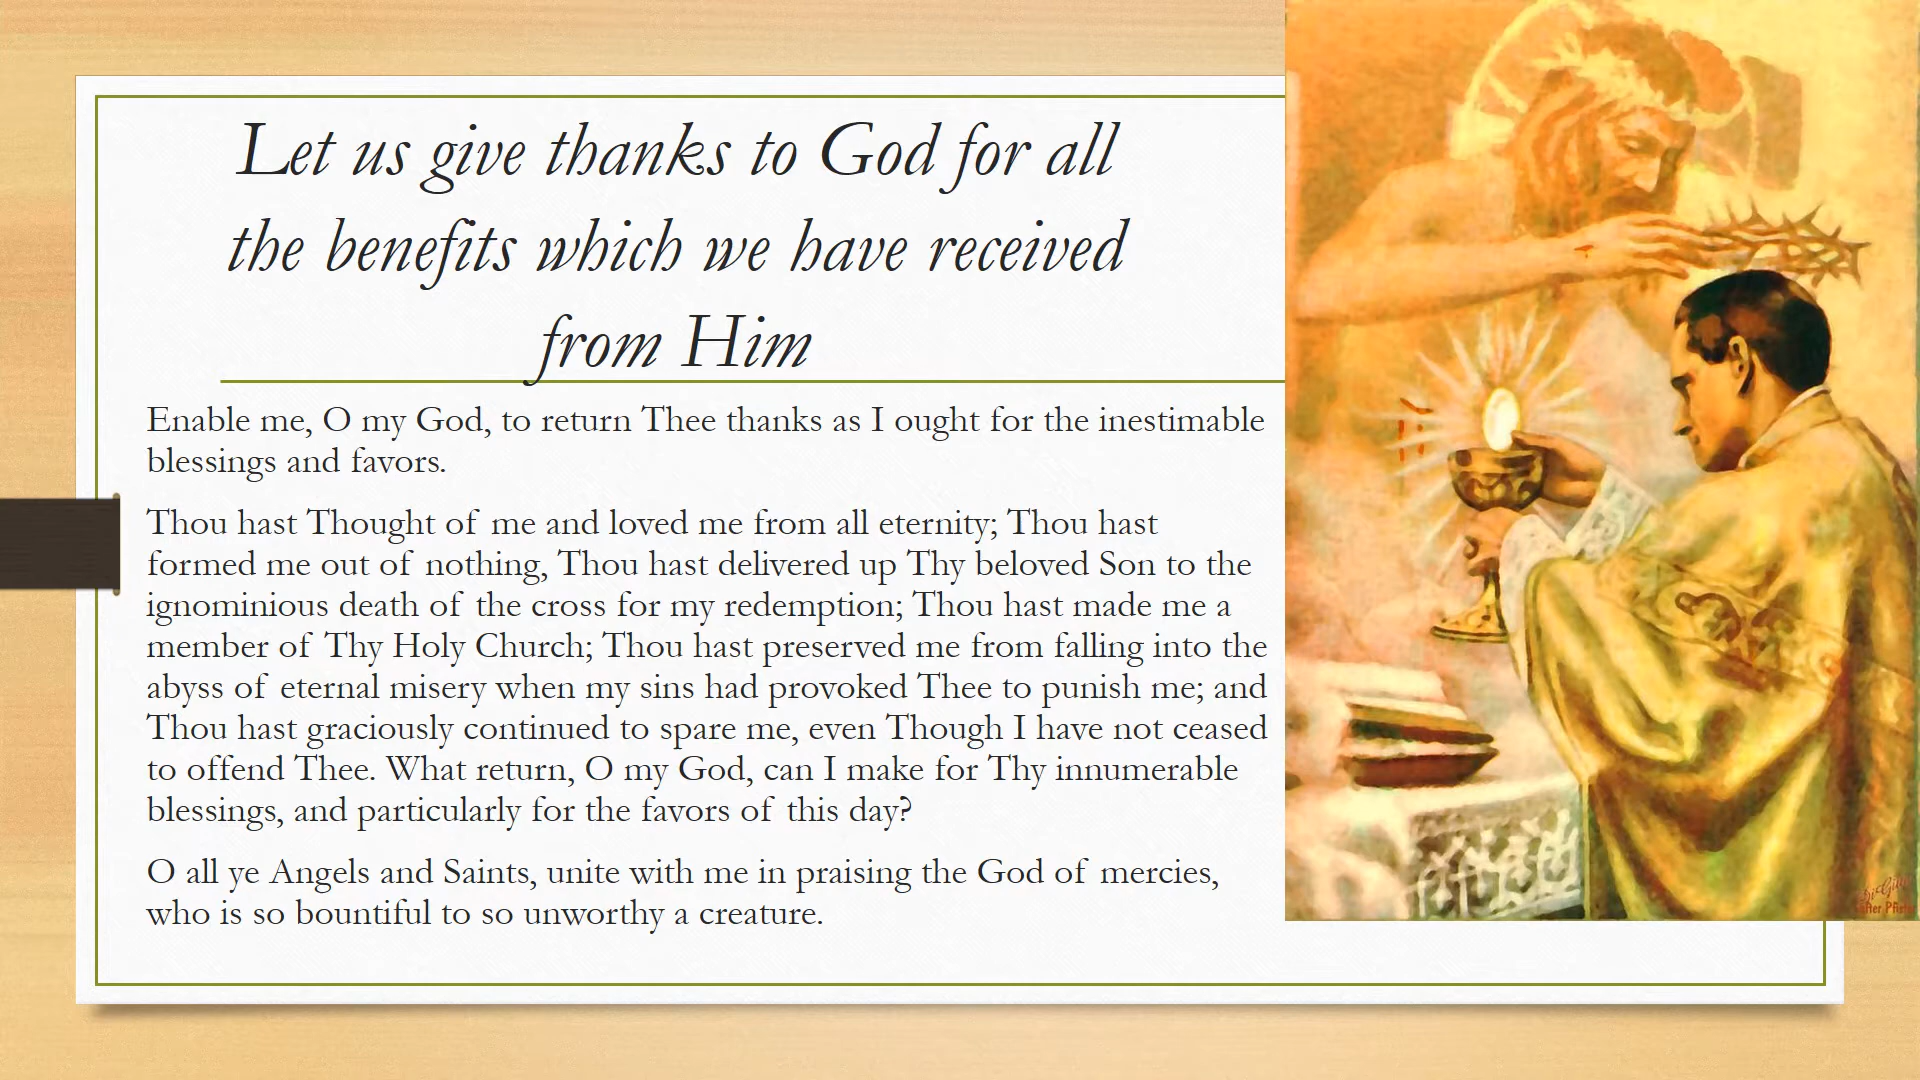 Let us give thanks to God for all
the benefits which we have received
from Him
Enable me, O my God, to return Thee thanks as I ought for the inestimable
blessings and favors.
Thou hast Thought of me and loved me from all eternity; Thou hast
formed me out of nothing, Thou hast delivered up Thy beloved Son to the
ignominious death of the cross for my redemption; Thou hast made me a
member of Thy Holy Church; Thou hast preserved me from falling into the
abyss of eternal misery when my sins had provoked Thee to punish me; and
Thou hast graciously continued to spare me, even Though I have not ceased
to offend Thee. What return, O my God, can I make for Thy innumerable
blessings, and particularly for the favors of this day?
O all ye Angels and Saints, unite with me in praising the God of mercies,
who is so bountiful to so unworthy a creature.